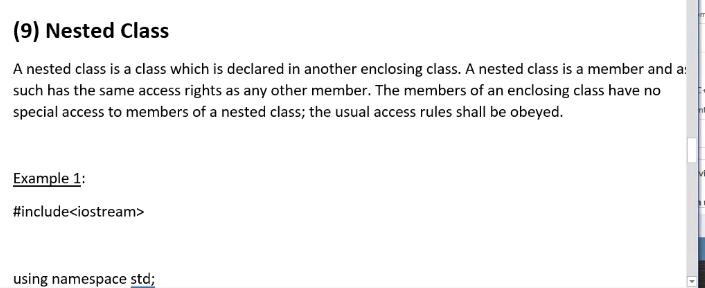 (9) Nested Class
A nested class is a class which is declared in another enclosing class. A nested class is a member and as
such has the same access rights as any other member. The members of an enclosing class have no
special access to members of a nested class; the usual access rules shall be obeyed.
Example 1:
#include<iostream>
using namespace std;